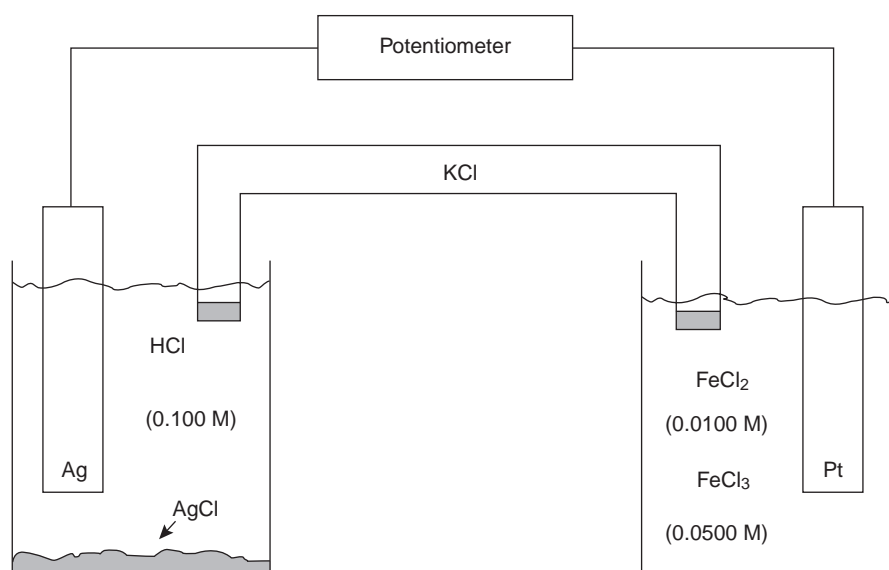 Potentiometer
KCl
HCl
(0.100 M)
Ag
AgCl
FeCl₂
(0.0100 M)
FeCl₃
(0.0500 M)
Pt